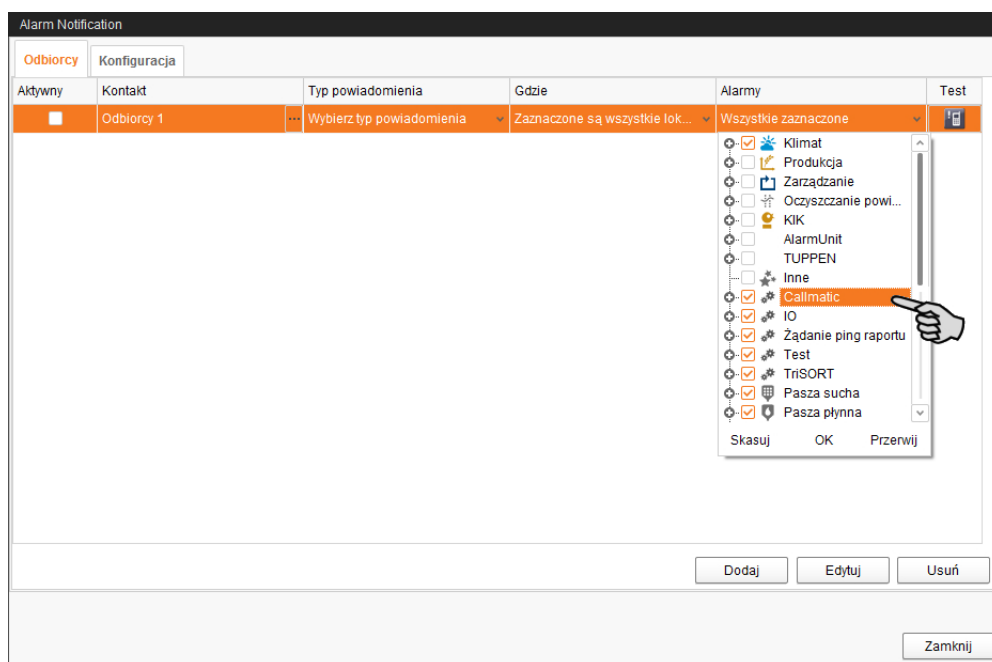 Alarm Notification
Odbiorcy Konfiguracja
Aktywny Kontakt Typ powiadomienia Gdzie Alarmy Test
Odbiorcy 1 ... Wybierz typ powiadomienia Zaznaczone są wszystkie lok... Wszystkie zaznaczone
Klimat
Produkcja
Zarządzanie
Oczyszczanie powi...
KIK
AlarmUnit
TUPPEN
Inne
Callmatic
IO
Żądanie ping raportu
Test
TriSORT
Pasza sucha
Pasza płynna
Skasuj OK Przerwij
Dodaj Edytuj Usuń
Zamknij